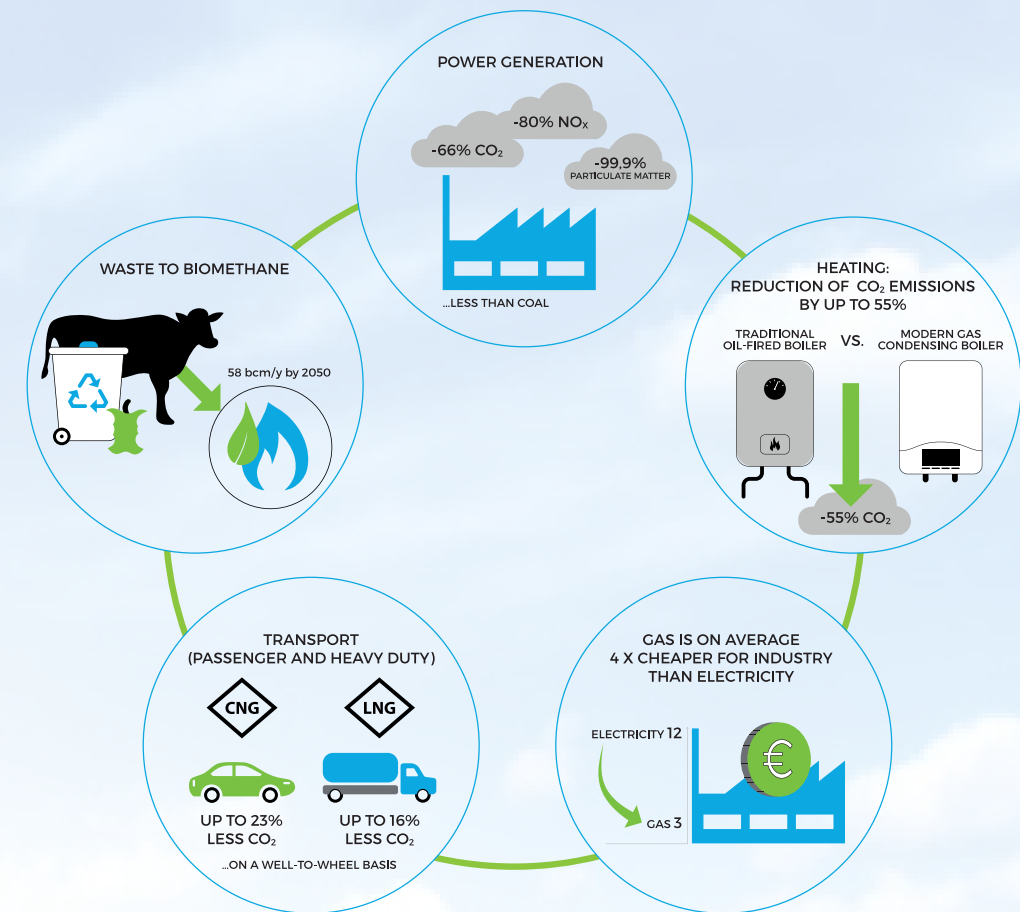 POWER GENERATION
-80% NOₓ
-66% CO₂
-99,9%
PARTICULATE MATTER
...LESS THAN COAL
WASTE TO BIOMETHANE
58 bcm/y by 2050
HEATING:
REDUCTION OF CO₂ EMISSIONS
BY UP TO 55%
TRADITIONAL
OIL-FIRED BOILER
VS.
MODERN GAS
CONDENSING BOILER
-55% CO₂
TRANSPORT
(PASSENGER AND HEAVY DUTY)
CNG
LNG
UP TO 23%
LESS CO₂
UP TO 16%
LESS CO₂
...ON A WELL-TO-WHEEL BASIS
GAS IS ON AVERAGE
4 X CHEAPER FOR INDUSTRY
THAN ELECTRICITY
ELECTRICITY 12
€
GAS 3